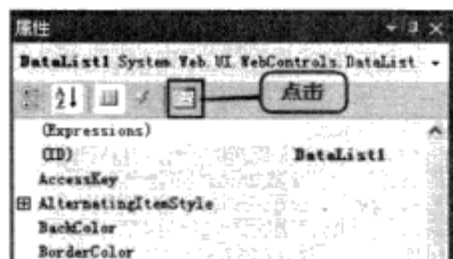 属性
DataList1 System.Web.UI.WebControls.DataList
点击
(Expressions)
(ID) DataList1
AccessKey
AlternatingItemStyle
BackColor
BorderColor